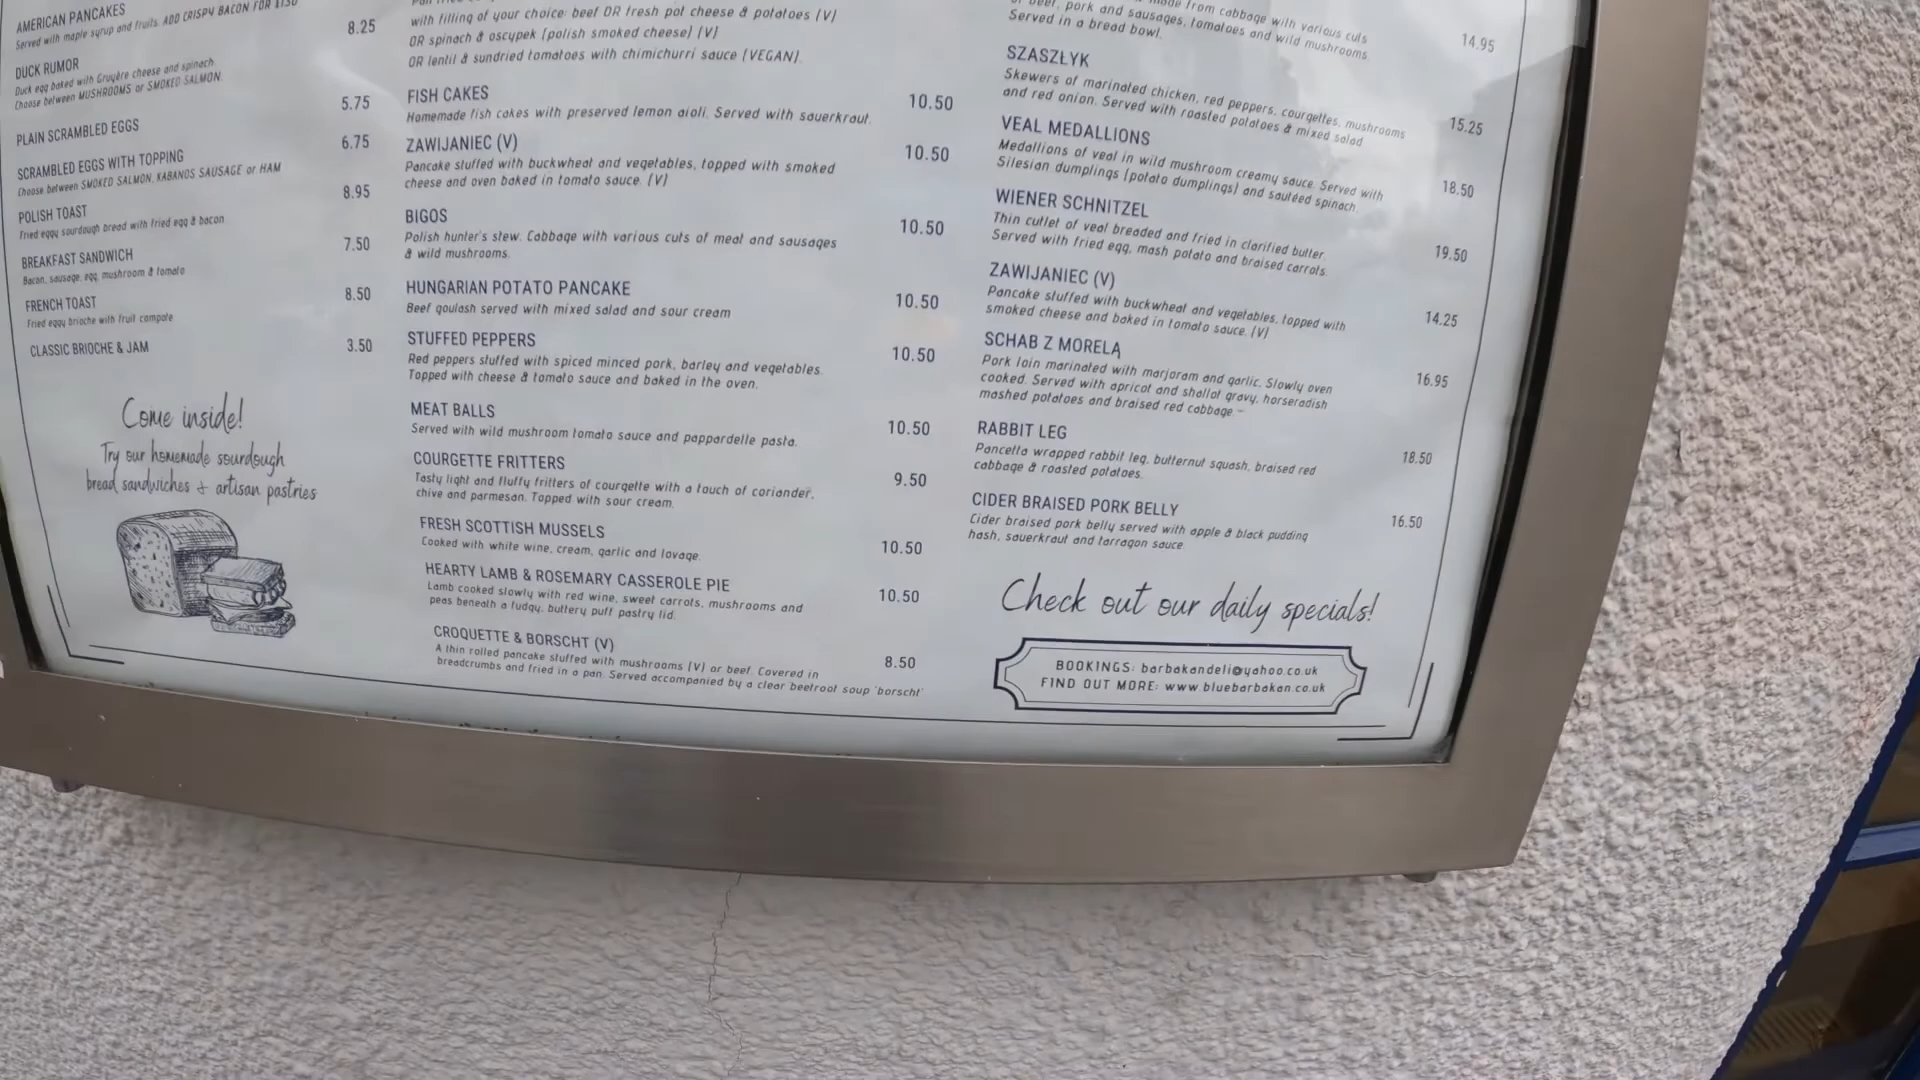 AMERICAN PANCAKES
Served with maple syrup and fruits. ADD CRISPY BACON FOR £1.50
8.25
DUCK RUMOR
Duck egg baked with Gruyère cheese and spinach.
Choose between MUSHROOMS or SMOKED SALMON.
PLAIN SCRAMBLED EGGS
5.75
SCRAMBLED EGGS WITH TOPPING
6.75
Choose between SMOKED SALMON, KABANOS SAUSAGE or HAM
POLISH TOAST
8.95
Fried eggy sourdough bread with fried egg & bacon
BREAKFAST SANDWICH
7.50
Bacon, sausage, egg, mushroom & tomato
FRENCH TOAST
8.50
Fried eggy brioche with fruit compote
CLASSIC BRIOCHE & JAM
3.50
Come inside!
Try our homemade sourdough
bread sandwiches + artisan pastries
with filling of your choice: beef OR fresh pot cheese & potatoes (V)
OR spinach & oscypek (polish smoked cheese) (V)
OR lentil & sundried tomatoes with chimichurri sauce (VEGAN).
FISH CAKES
10.50
Homemade fish cakes with preserved lemon aioli. Served with sauerkraut.
ZAWIJANIEC (V)
10.50
Pancake stuffed with buckwheat and vegetables, topped with smoked
cheese and oven baked in tomato sauce. (V)
BIGOS
10.50
Polish hunter's stew. Cabbage with various cuts of meat and sausages
& wild mushrooms.
HUNGARIAN POTATO PANCAKE
10.50
Beef goulash served with mixed salad and sour cream
STUFFED PEPPERS
10.50
Red peppers stuffed with spiced minced pork, barley and vegetables.
Topped with cheese & tomato sauce and baked in the oven.
MEAT BALLS
10.50
Served with wild mushroom tomato sauce and pappardelle pasta.
COURGETTE FRITTERS
9.50
Tasty light and fluffy fritters of courgette with a touch of coriander,
chive and parmesan. Topped with sour cream.
FRESH SCOTTISH MUSSELS
10.50
Cooked with white wine, cream, garlic and lovage.
HEARTY LAMB & ROSEMARY CASSEROLE PIE
10.50
Lamb cooked slowly with red wine, sweet carrots, mushrooms and
peas beneath a fudgy, buttery puff pastry lid.
CROQUETTE & BORSCHT (V)
8.50
A thin rolled pancake stuffed with mushrooms (V) or beef. Covered in
breadcrumbs and fried in a pan. Served accompanied by a clear beetroot soup 'borscht'
made from cabbage with various cuts
of beef, pork and sausages, tomatoes and wild mushrooms.
Served in a bread bowl.
14.95
SZASZŁYK
Skewers of marinated chicken, red peppers, courgettes, mushrooms
and red onion. Served with roasted potatoes & mixed salad
15.25
VEAL MEDALLIONS
Medallions of veal in wild mushroom creamy sauce. Served with
Silesian dumplings (potato dumplings) and sautéed spinach.
18.50
WIENER SCHNITZEL
Thin cutlet of veal breaded and fried in clarified butter.
Served with fried egg, mash potato and braised carrots.
19.50
ZAWIJANIEC (V)
Pancake stuffed with buckwheat and vegetables, topped with
smoked cheese and baked in tomato sauce. (V)
14.25
SCHAB Z MORELĄ
Pork loin marinated with marjoram and garlic. Slowly oven
cooked. Served with apricot and shallot gravy, horseradish
mashed potatoes and braised red cabbage ~
16.95
RABBIT LEG
Pancetta wrapped rabbit leg, butternut squash, braised red
cabbage & roasted potatoes.
18.50
CIDER BRAISED PORK BELLY
Cider braised pork belly served with apple & black pudding
hash, sauerkraut and tarragon sauce
16.50
Check out our daily specials!
BOOKINGS: barbakandeli@yahoo.co.uk
FIND OUT MORE: www.bluebarbakan.co.uk